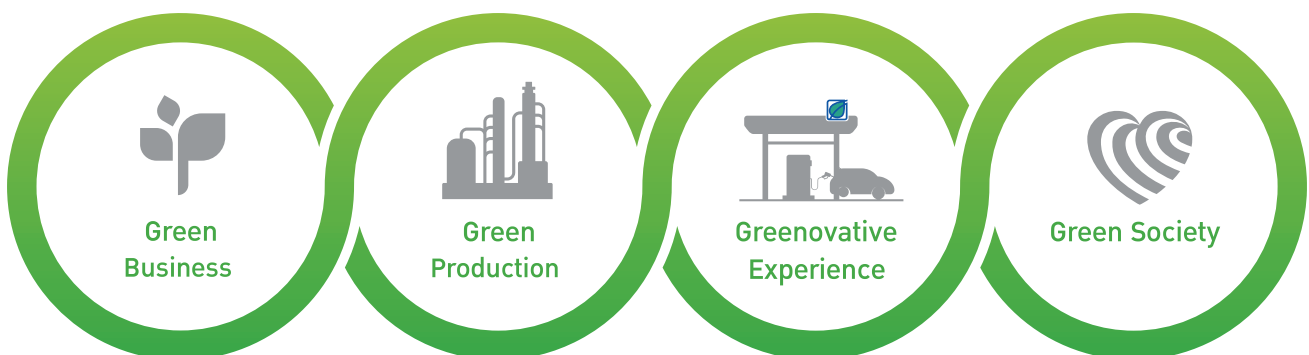 Green
Business
Green
Production
Greenovative
Experience
Green Society